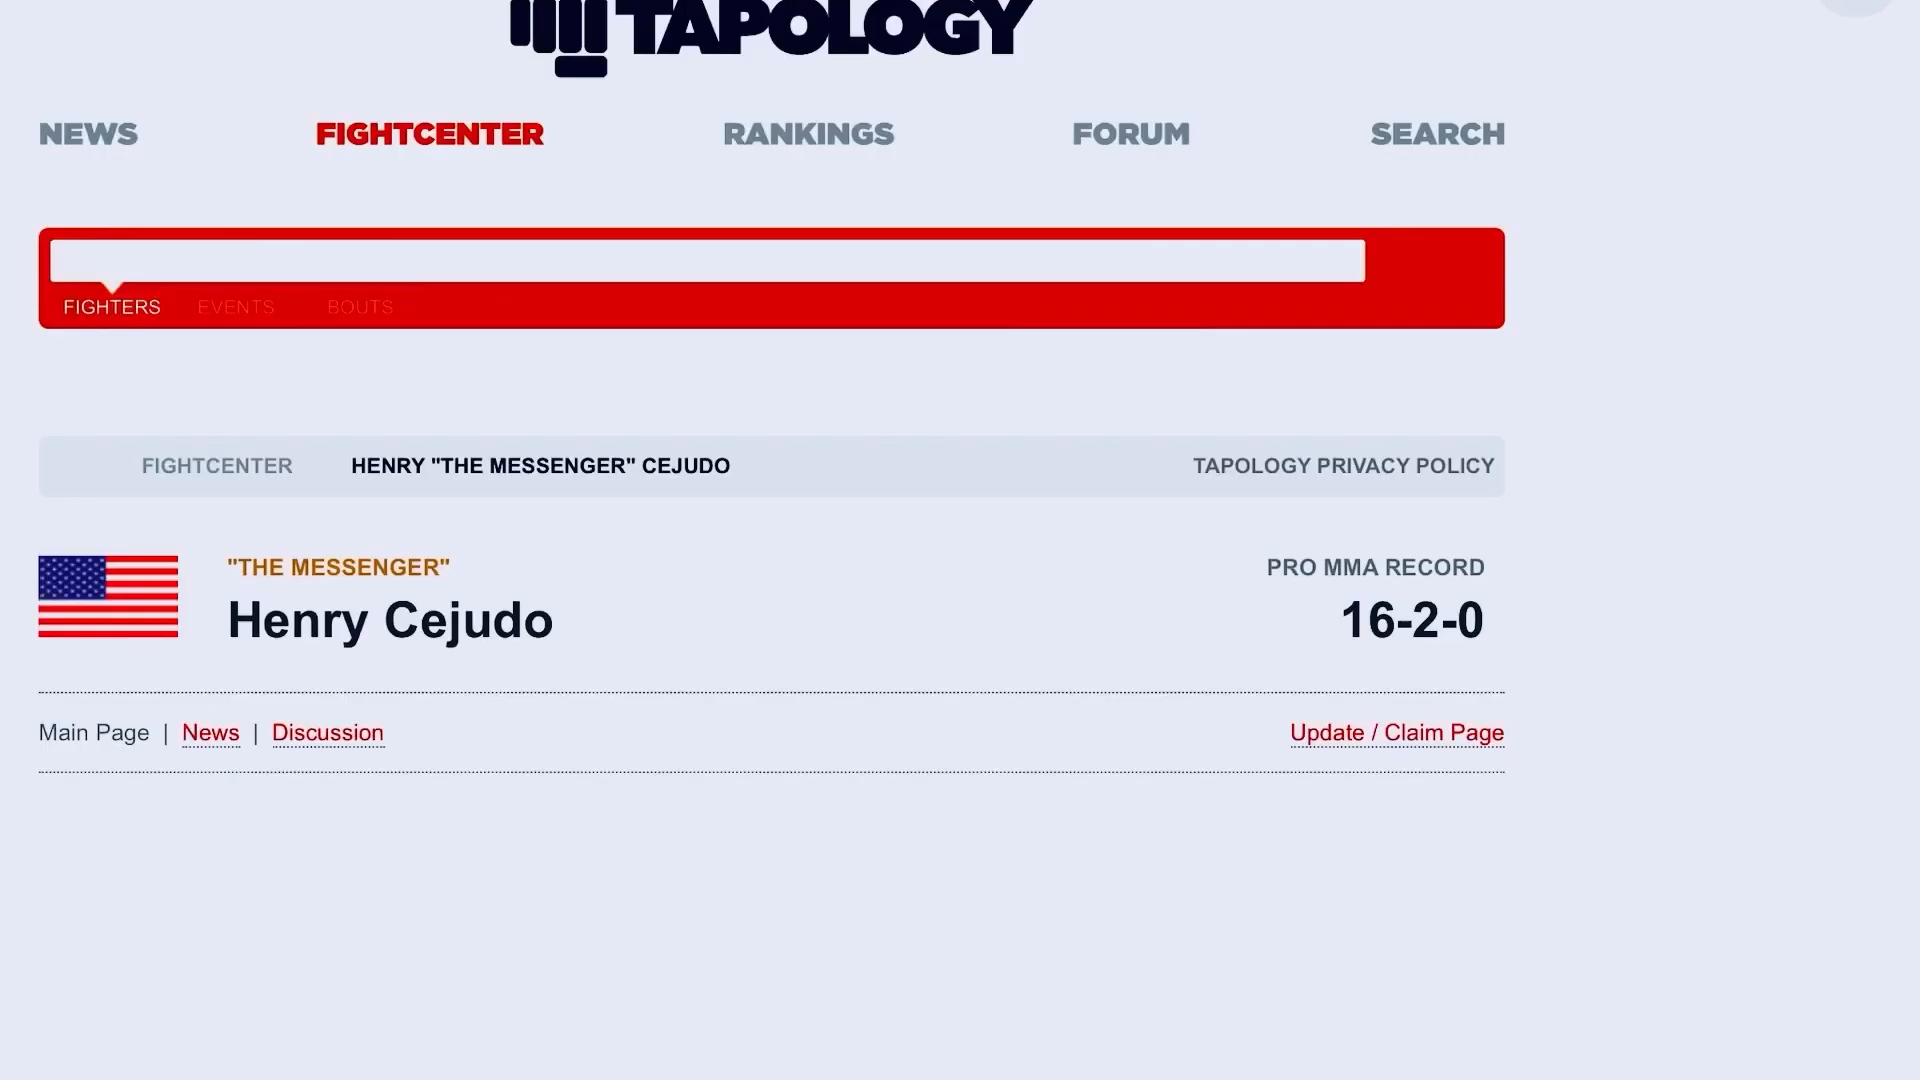 TAPOLOGY
NEWS FIGHTCENTER RANKINGS FORUM SEARCH
FIGHTERS EVENTS BOUTS
FIGHTCENTER HENRY "THE MESSENGER" CEJUDO TAPOLOGY PRIVACY POLICY
"THE MESSENGER" PRO MMA RECORD
Henry Cejudo 16-2-0
Main Page | News | Discussion Update / Claim Page